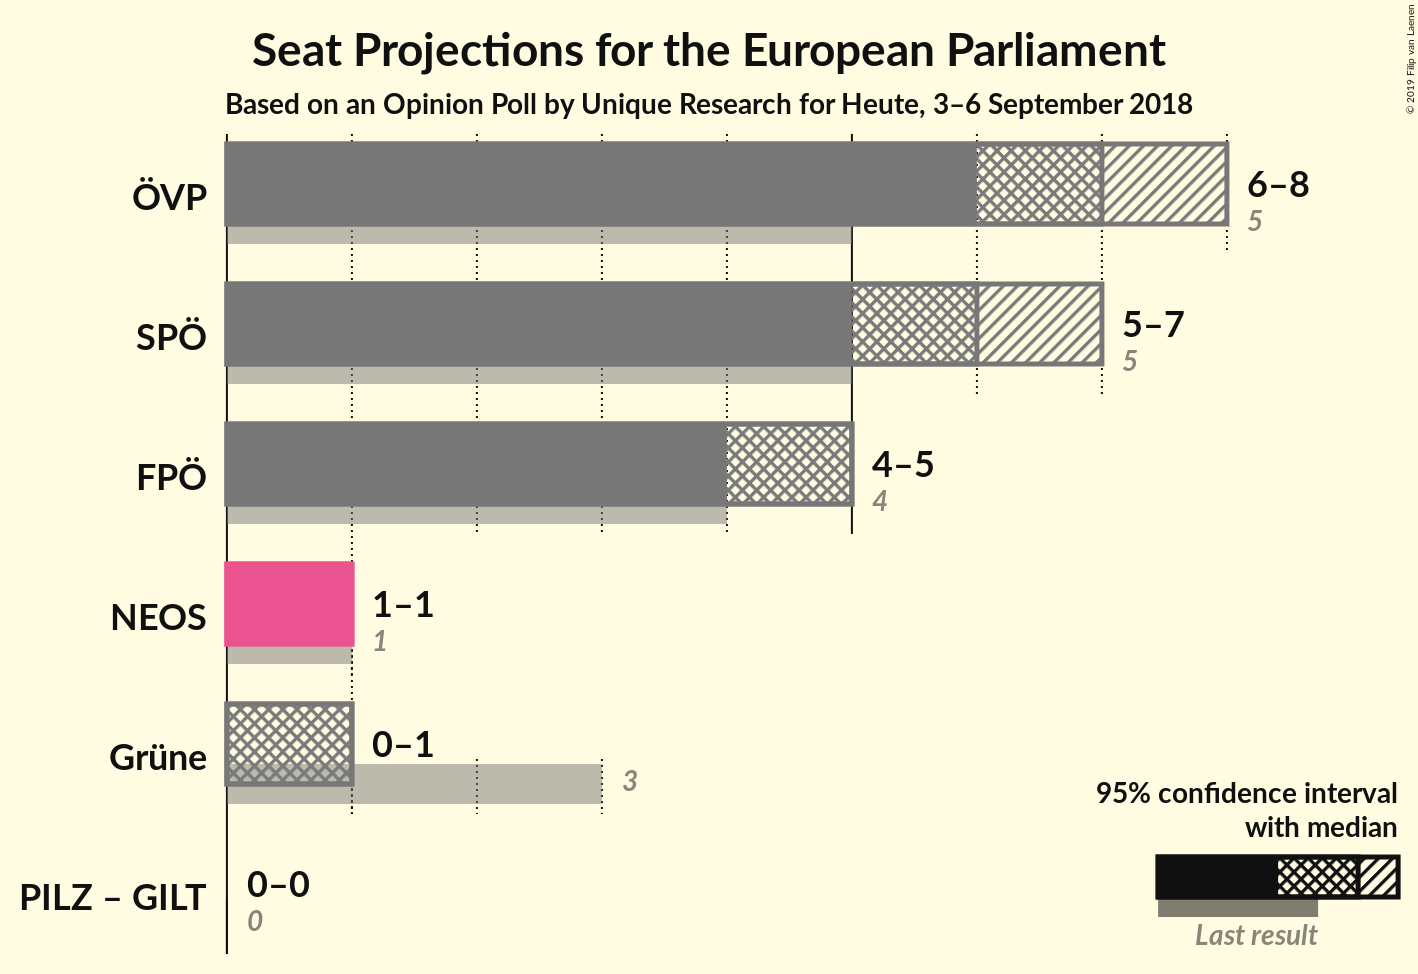 Seat Projections for the European Parliament
Based on an Opinion Poll by Unique Research for Heute, 3–6 September 2018
© 2019 Filip van Laenen
ÖVP
6–8
5
SPÖ
5–7
5
FPÖ
4–5
4
NEOS
1–1
1
Grüne
0–1
3
PILZ – GILT
0–0
0
95% confidence interval
with median
Last result